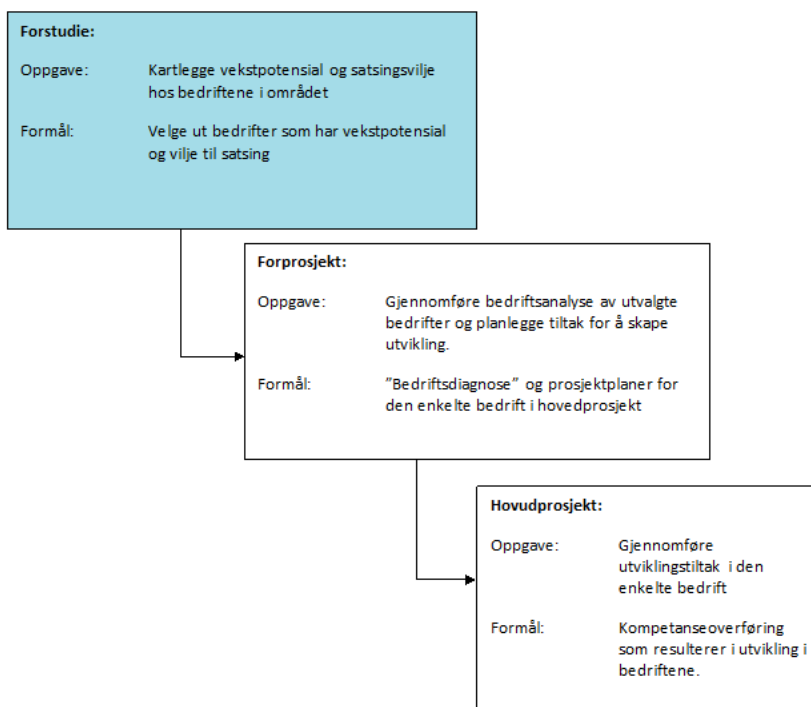 Forstudie:
Oppgave: Kartlegge vekstpotensial og satsingsvilje
hos bedriftene i området
Formål: Velge ut bedrifter som har vekstpotensial
og vilje til satsing
Forprosjekt:
Oppgave: Gjennomføre bedriftsanalyse av utvalgte
bedrifter og planlegge tiltak for å skape
utvikling.
Formål: ”Bedriftsdiagnose” og prosjektplaner for
den enkelte bedrift i hovedprosjekt
Hovudprosjekt:
Oppgave: Gjennomføre
utviklingstiltak i den
enkelte bedrift
Formål: Kompetanseoverføring
som resulterer i utvikling i
bedriftene.